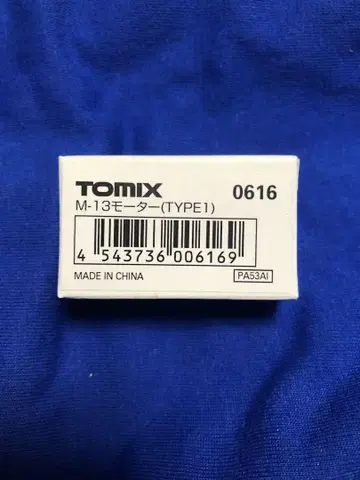 TOMIX 0616
M-13モーター(TYPE1)
4 543736 006169
MADE IN CHINA PA53AI